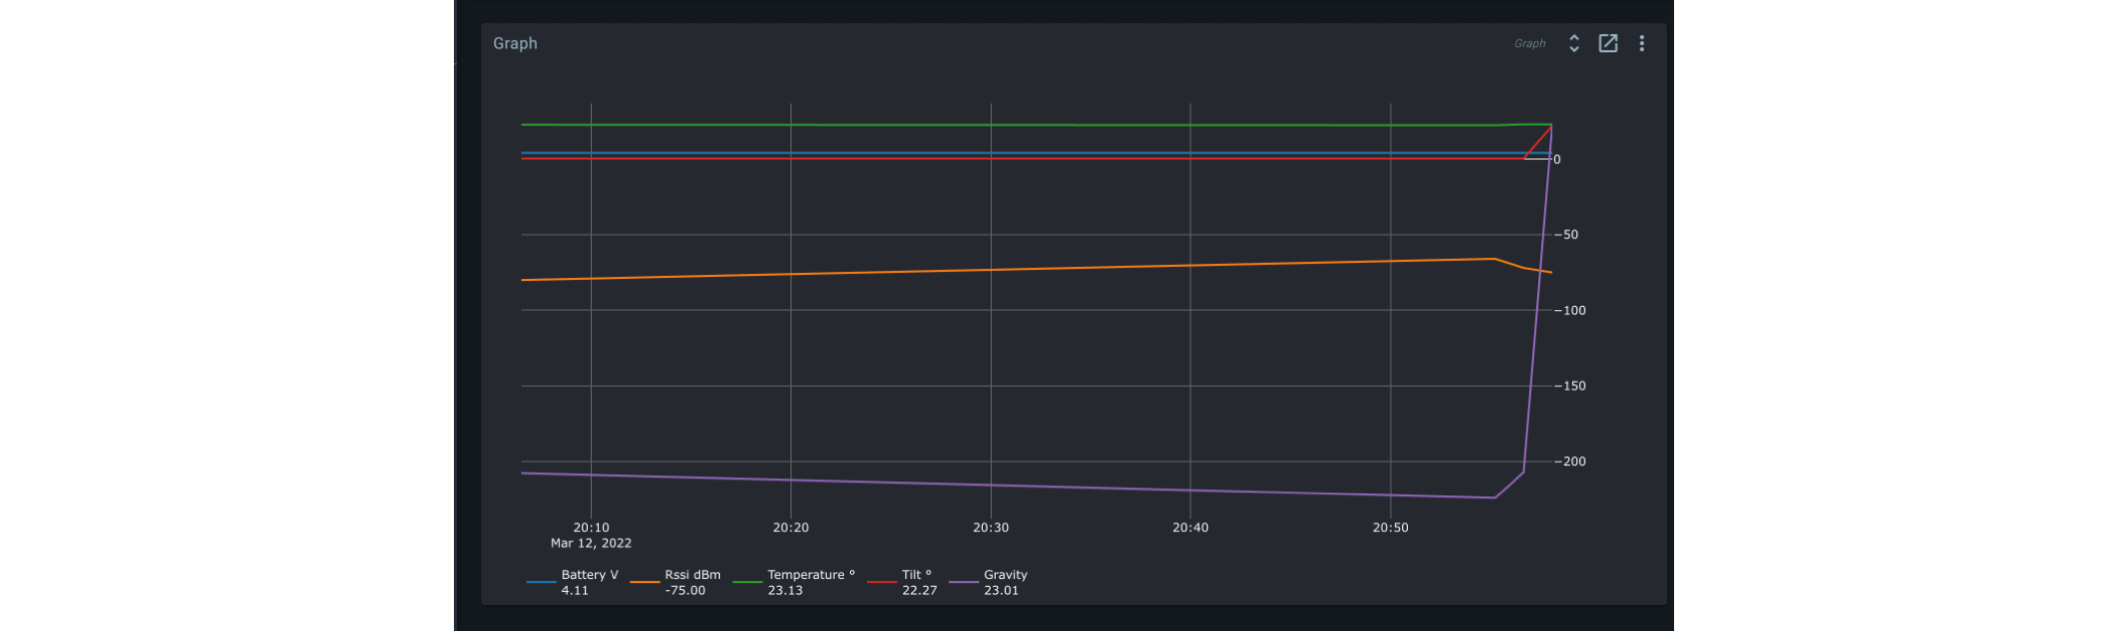 Graph
Graph
0
−50
−100
−150
−200
20:10 20:20 20:30 20:40 20:50
Mar 12, 2022
Battery V Rssi dBm Temperature ° Tilt ° Gravity
4.11 -75.00 23.13 22.27 23.01